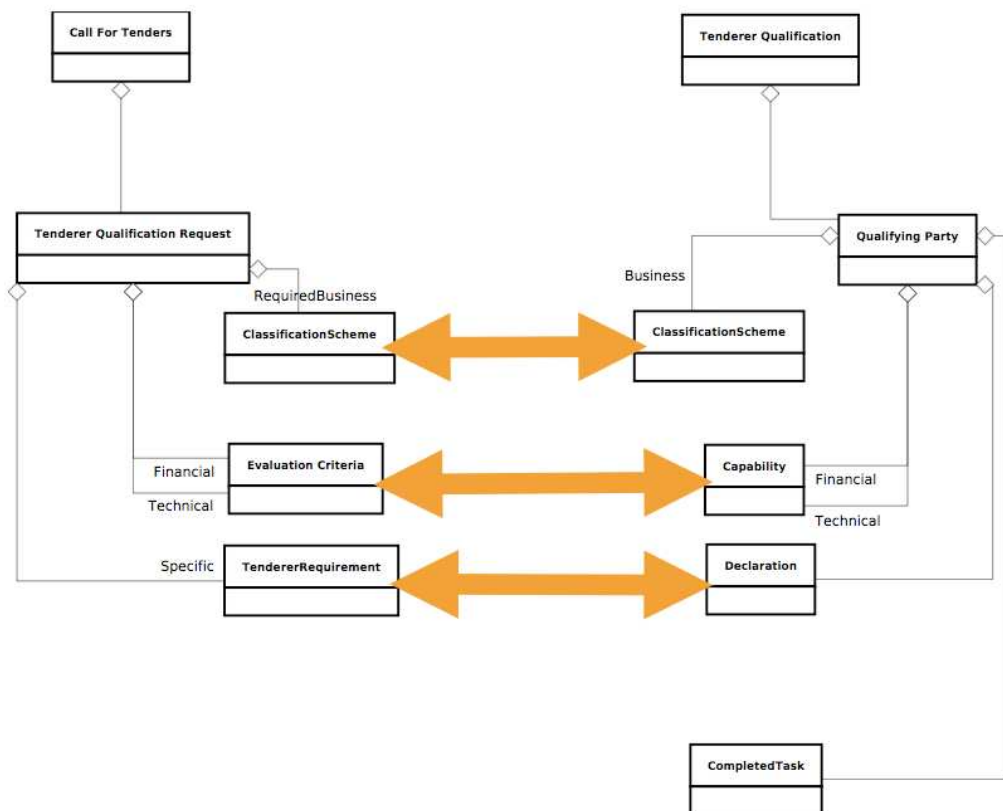 Call For Tenders
Tenderer Qualification
Tenderer Qualification Request
Qualifying Party
RequiredBusiness
Business
ClassificationScheme
ClassificationScheme
Evaluation Criteria
Capability
Financial
Financial
Technical
Technical
Specific
TendererRequirement
Declaration
CompletedTask